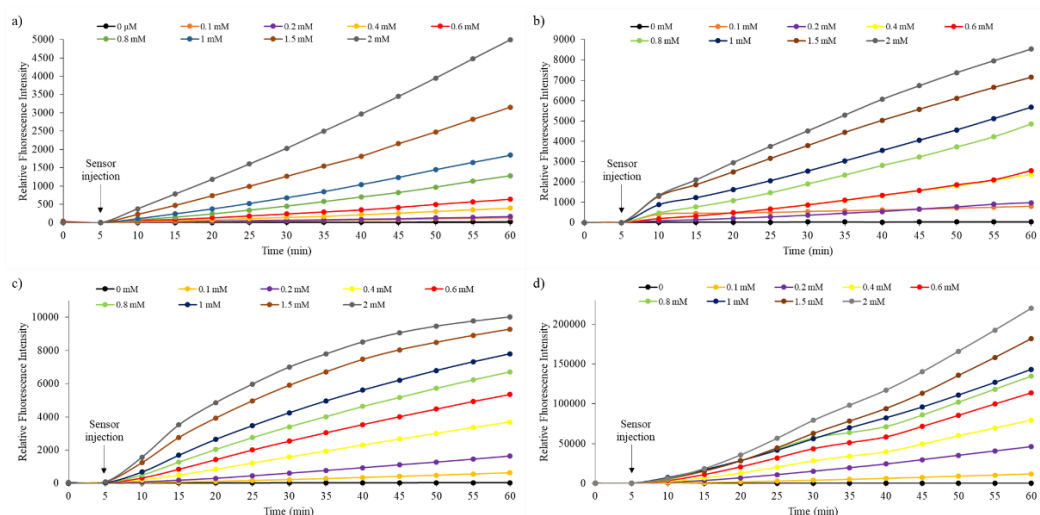 a)
0 µM 0.1 mM 0.2 mM 0.4 mM 0.6 mM
0.8 mM 1 mM 1.5 mM 2 mM
Relative Fluorescence Intensity
5000
4500
4000
3500
3000
2500
2000
1500
1000
500
0
Sensor
injection
0 5 10 15 20 25 30 35 40 45 50 55 60
Time (min)
b)
0 mM 0.1 mM 0.2 mM 0.4 mM 0.6 mM
0.8 mM 1 mM 1.5 mM 2 mM
Relative Fluorescence Intensity
9000
8000
7000
6000
5000
4000
3000
2000
1000
0
Sensor
injection
0 5 10 15 20 25 30 35 40 45 50 55 60
Time (min)
c)
0 mM 0.1 mM 0.2 mM 0.4 mM 0.6 mM
0.8 mM 1 mM 1.5 mM 2 mM
Relative Fluorescence Intensity
10000
8000
6000
4000
2000
0
Sensor
injection
0 5 10 15 20 25 30 35 40 45 50 55 60
Time (min)
d)
0 0.1 mM 0.2 mM 0.4 mM 0.6 mM
0.8 mM 1 mM 1.5 mM 2 mM
Relative Fluorescence Intensity
200000
150000
100000
50000
0
Sensor
injection
0 5 10 15 20 25 30 35 40 45 50 55 60
Time (min)